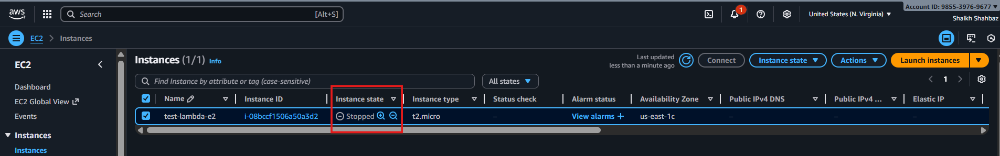 aws
Search [Alt+S]
1
United States (N. Virginia)
Account ID: 9855-3976-9677
Shaikh Shahbaz
EC2 > Instances
EC2
Dashboard
EC2 Global View
Events
Instances
Instances
Instances (1/1) Info
Last updated
less than a minute ago
Connect
Instance state
Actions
Launch instances
Find Instance by attribute or tag (case-sensitive)
All states
1
Name Instance ID Instance state Instance type Status check Alarm status Availability Zone Public IPv4 DNS Public IPv4 ... Elastic IP
test-lambda-e2 i-08bccf1506a50a3d2 Stopped t2.micro – View alarms + us-east-1c – – –